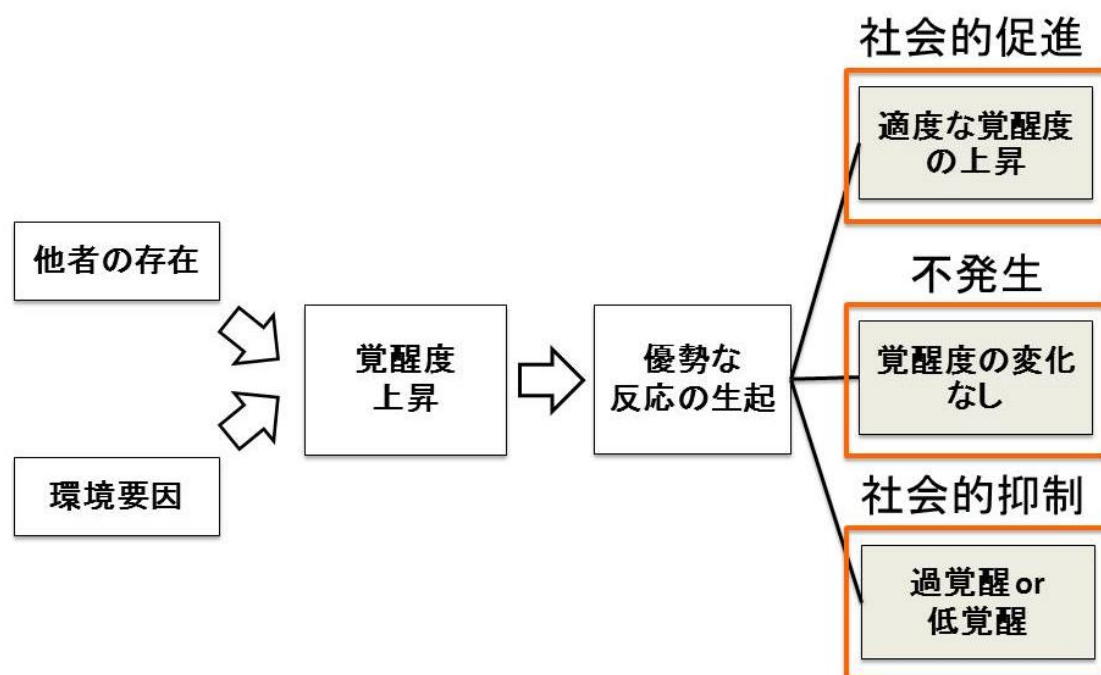 他者の存在
環境要因
覚醒度
上昇
優勢な
反応の生起
社会的促進
適度な覚醒度
の上昇
不発生
覚醒度の変化
なし
社会的抑制
過覚醒or
低覚醒